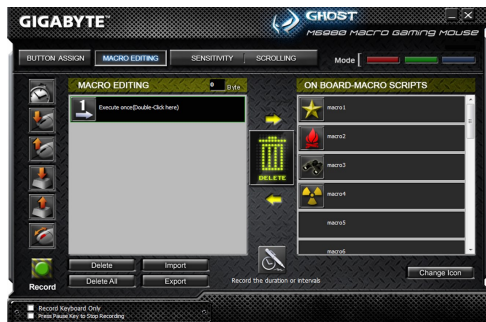 GIGABYTE™
GHOST
M6980 Macro Gaming Mouse
BUTTON ASSIGN
MACRO EDITING
SENSITIVITY
SCROLLING
Mode
MACRO EDITING
0 Byte
ON BOARD-MACRO SCRIPTS
1
Execute once(Double-Click here)
macro1
macro2
macro3
macro4
macro5
macro6
DELETE
Delete
Import
Delete All
Export
Record
Record the duration or intervals
Change Icon
Record Keyboard Only
Press Pause Key to Stop Recording